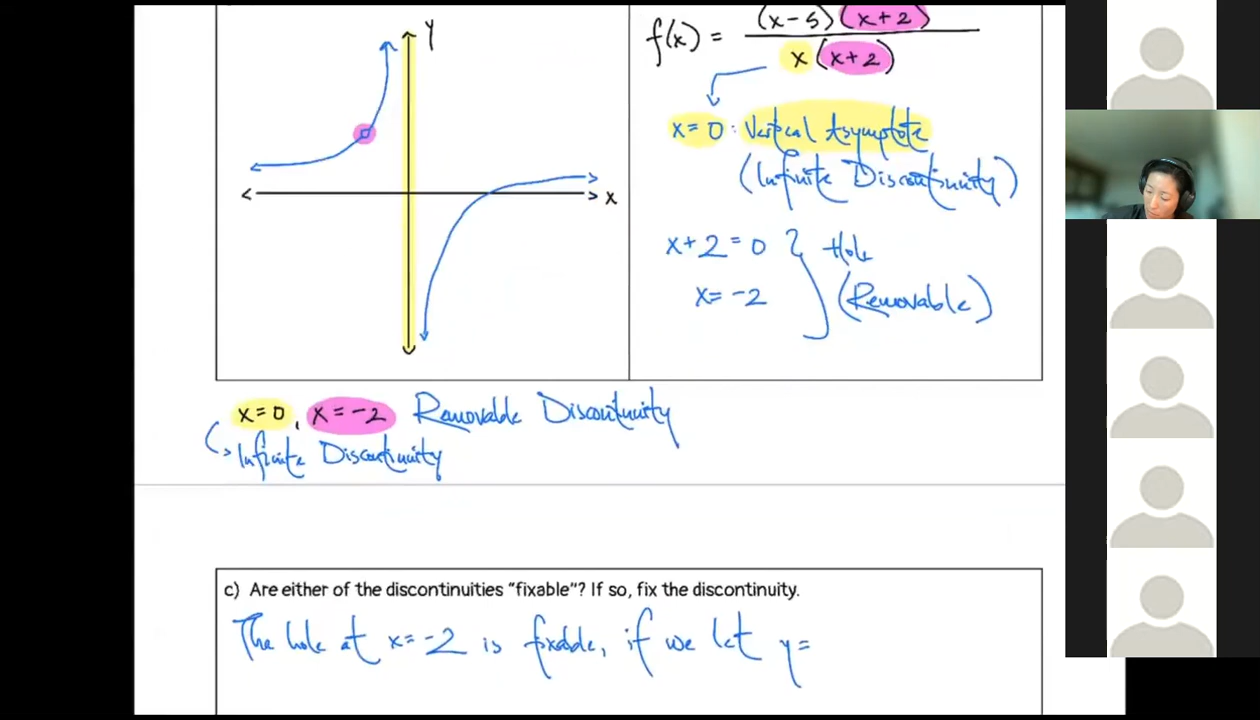 Y
x
(x-5)(x+2)
f(x) =
x(x+2)
x=0: Vertical Asymptote
(Infinite Discontinuity)
x+2=0 } Hole
x=-2 (Removable)
x=0, x=-2 Removable Discontinuity
Infinite Discontinuity
c) Are either of the discontinuities “fixable”? If so, fix the discontinuity.
The hole at x=-2 is fixable, if we let y=